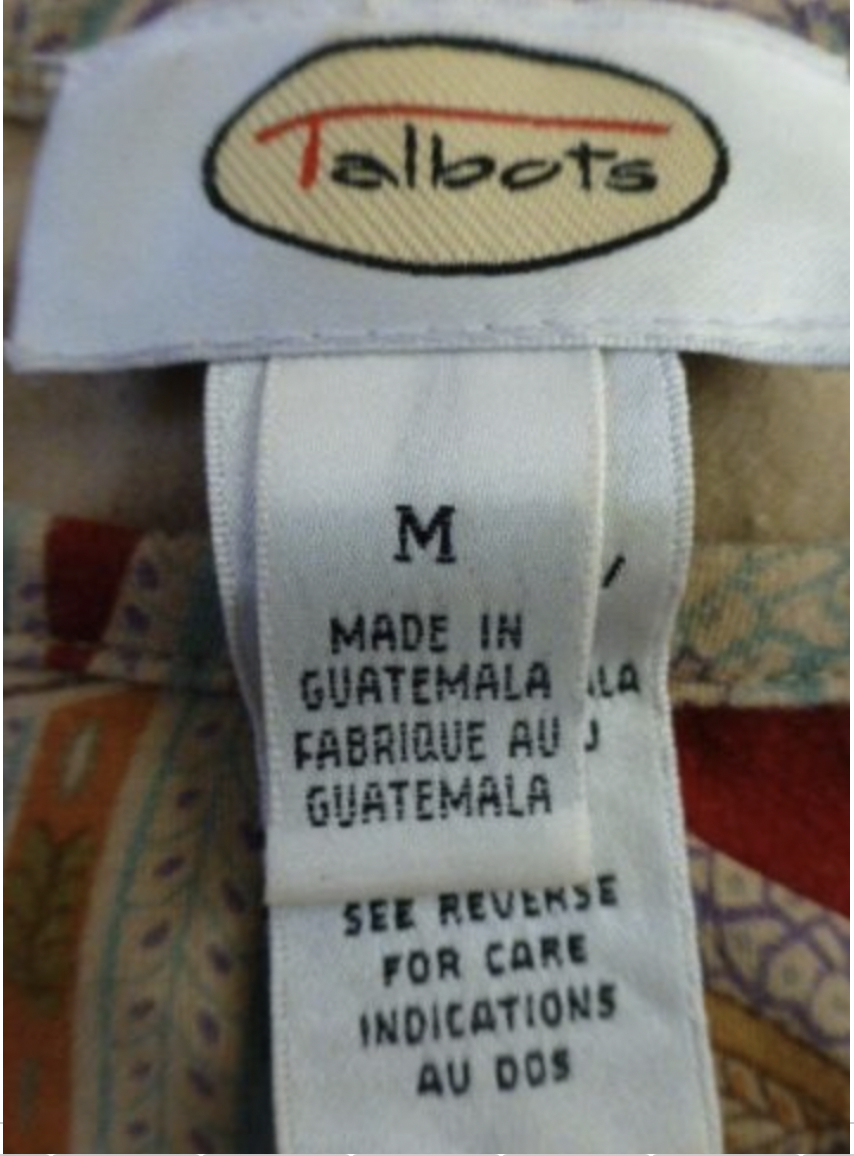 Talbots
M
MADE IN
GUATEMALA
FABRIQUE AU
GUATEMALA
SEE REVERSE
FOR CARE
INDICATIONS
AU DOS